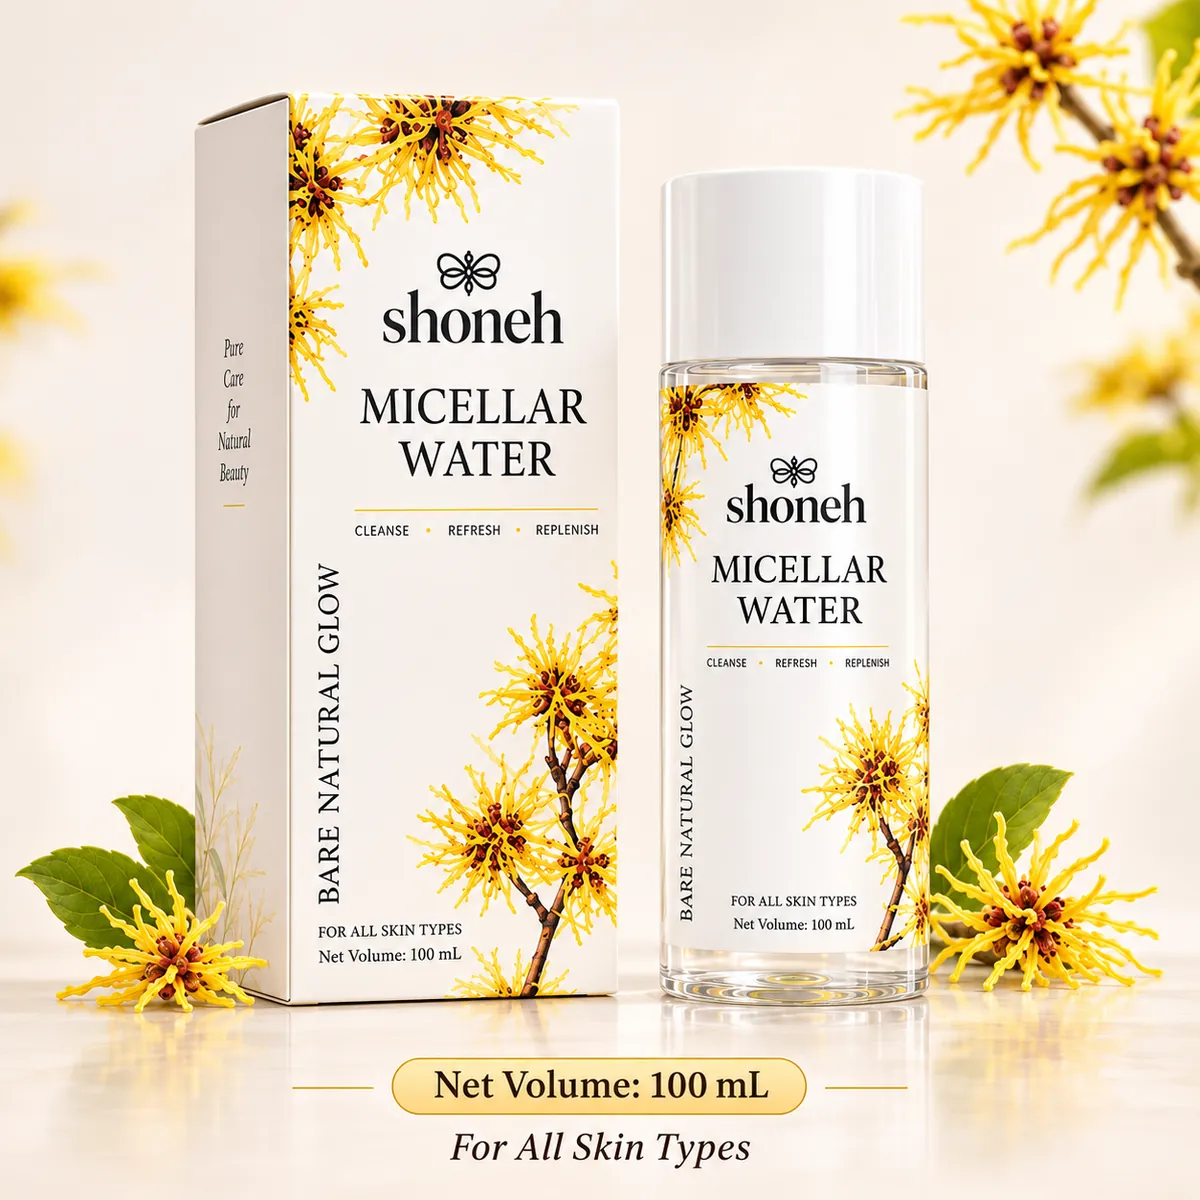 Pure
Care
for
Natural
Beauty
shoneh
MICELLAR
WATER
CLEANSE • REFRESH • REPLENISH
BARE NATURAL GLOW
FOR ALL SKIN TYPES
Net Volume: 100 mL
shoneh
MICELLAR
WATER
CLEANSE • REFRESH • REPLENISH
BARE NATURAL GLOW
FOR ALL SKIN TYPES
Net Volume: 100 mL
Net Volume: 100 mL
For All Skin Types